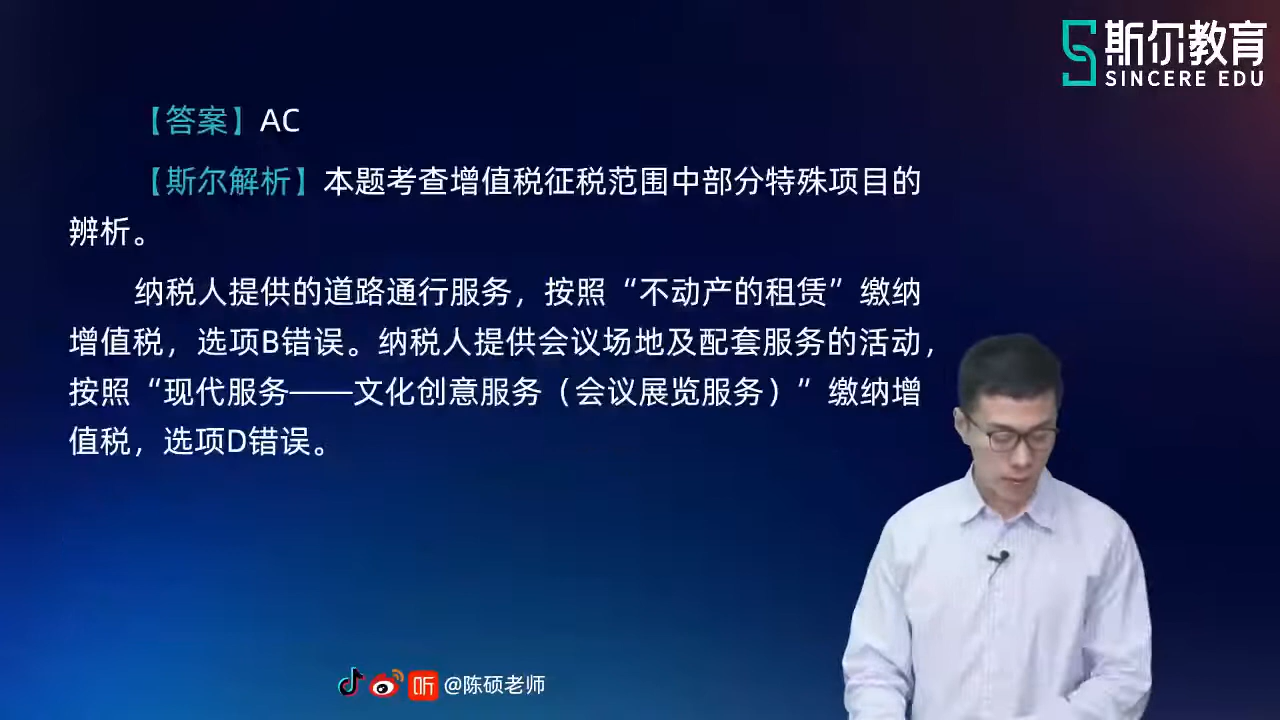 斯尔教育
SINCERE EDU
【答案】AC
【斯尔解析】本题考查增值税征税范围中部分特殊项目的
辨析。
纳税人提供的道路通行服务，按照“不动产的租赁”缴纳
增值税，选项B错误。纳税人提供会议场地及配套服务的活动，
按照“现代服务——文化创意服务（会议展览服务）”缴纳增
值税，选项D错误。
听 @陈硕老师